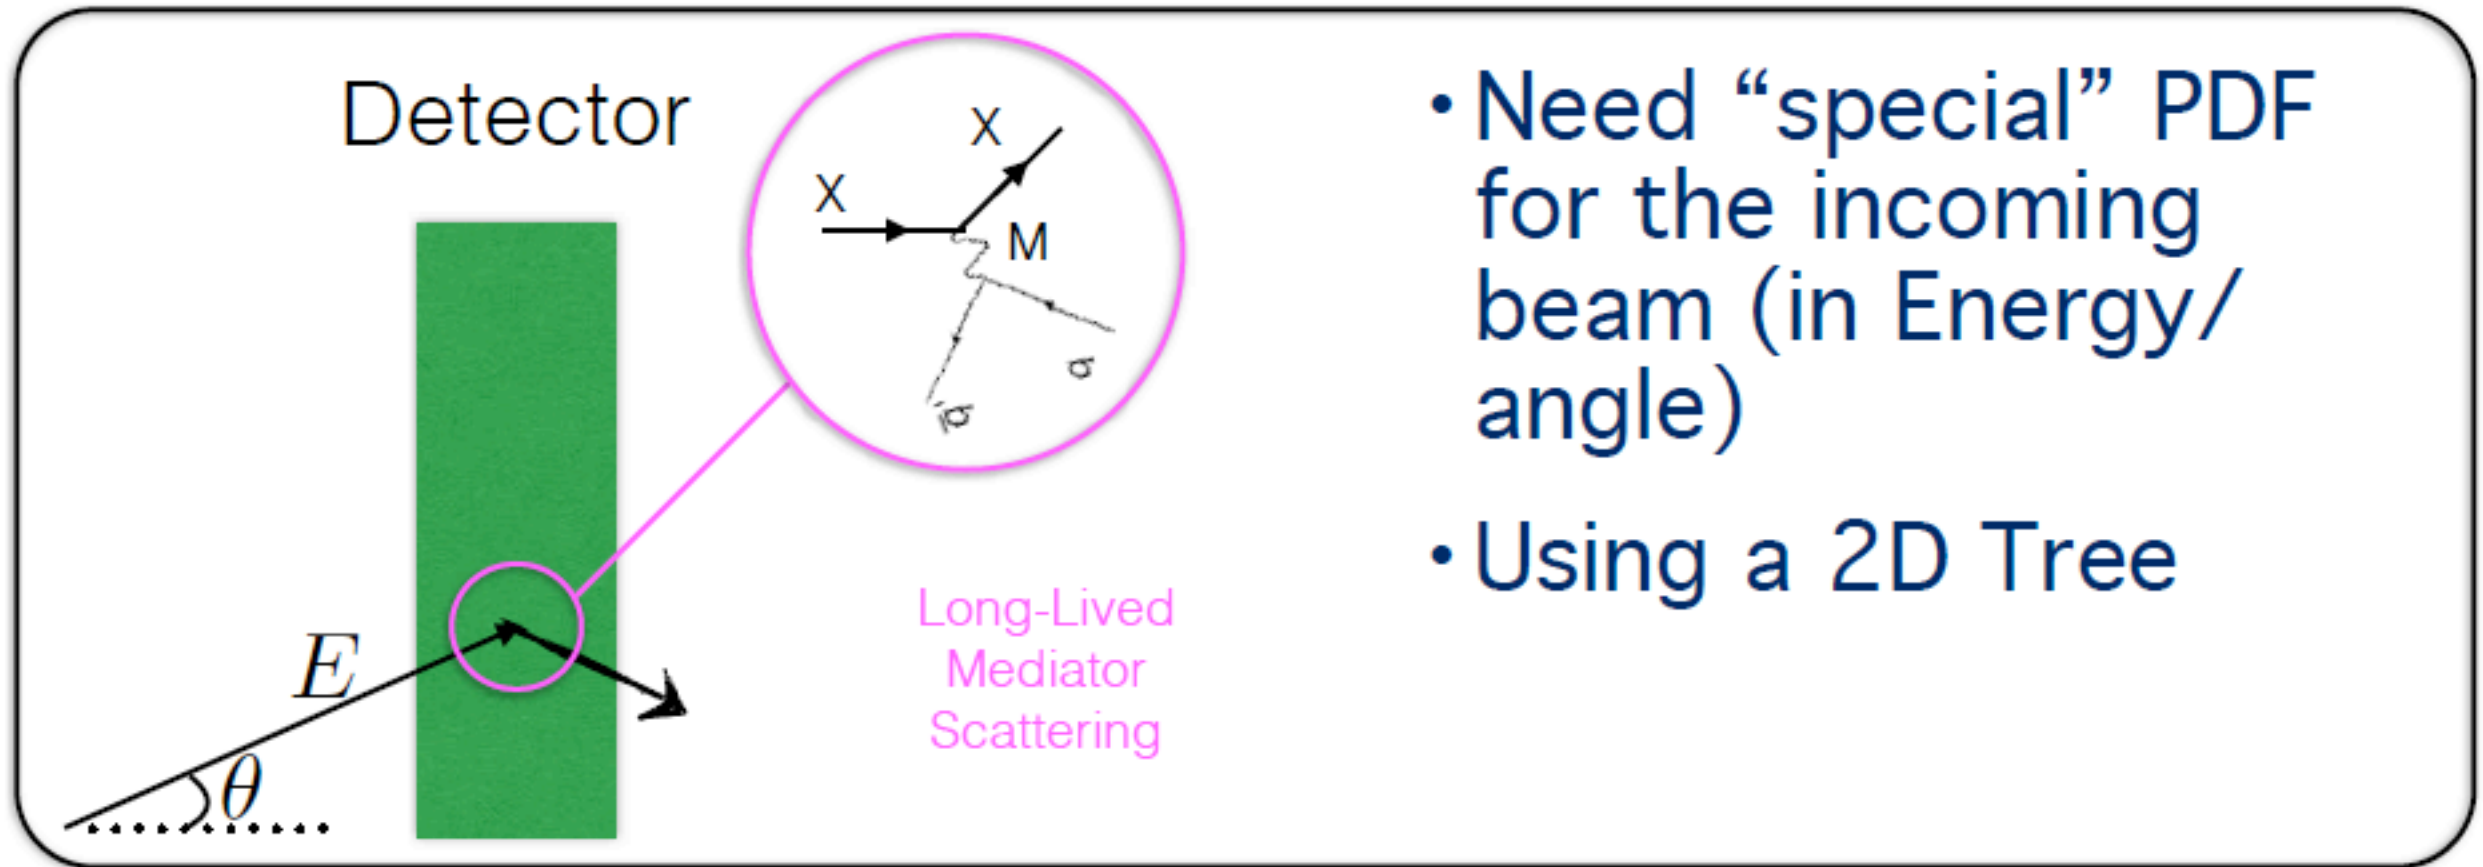 Detector
X
X
M
q
q̅'
E
θ
Long-Lived
Mediator
Scattering
• Need “special” PDF
for the incoming
beam (in Energy/
angle)
• Using a 2D Tree